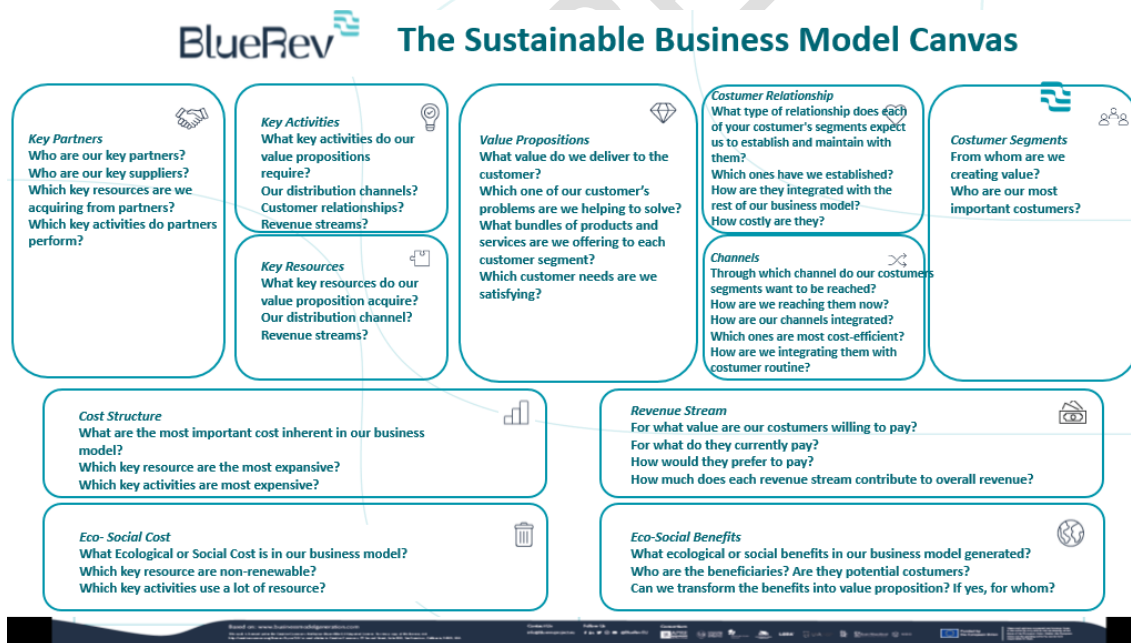 BlueRev
The Sustainable Business Model Canvas
Key Partners
Who are our key partners?
Who are our key suppliers?
Which key resources are we
acquiring from partners?
Which key activities do partners
perform?
Key Activities
What key activities do our
value propositions
require?
Our distribution channels?
Customer relationships?
Revenue streams?
Key Resources
What key resources do our
value proposition acquire?
Our distribution channel?
Revenue streams?
Value Propositions
What value do we deliver to the
customer?
Which one of our customer's
problems are we helping to solve?
What bundles of products and
services are we offering to each
customer segment?
Which customer needs are we
satisfying?
Costumer Relationship
What type of relationship does each
of your costumer's segments expect
us to establish and maintain with
them?
Which ones have we established?
How are they integrated with the
rest of our business model?
How costly are they?
Channels
Through which channel do our costumers
segments want to be reached?
How are we reaching them now?
How are our channels integrated?
Which ones are most cost-efficient?
How are we integrating them with
costumer routine?
Costumer Segments
From whom are we
creating value?
Who are our most
important costumers?
Cost Structure
What are the most important cost inherent in our business
model?
Which key resource are the most expansive?
Which key activities are most expensive?
Revenue Stream
For what value are our costumers willing to pay?
For what do they currently pay?
How would they prefer to pay?
How much does each revenue stream contribute to overall revenue?
Eco- Social Cost
What Ecological or Social Cost is in our business model?
Which key resource are non-renewable?
Which key activities use a lot of resource?
Eco-Social Benefits
What ecological or social benefits in our business model generated?
Who are the beneficiaries? Are they potential costumers?
Can we transform the benefits into value proposition? If yes, for whom?
Based on: www.businessmodelgeneration.com